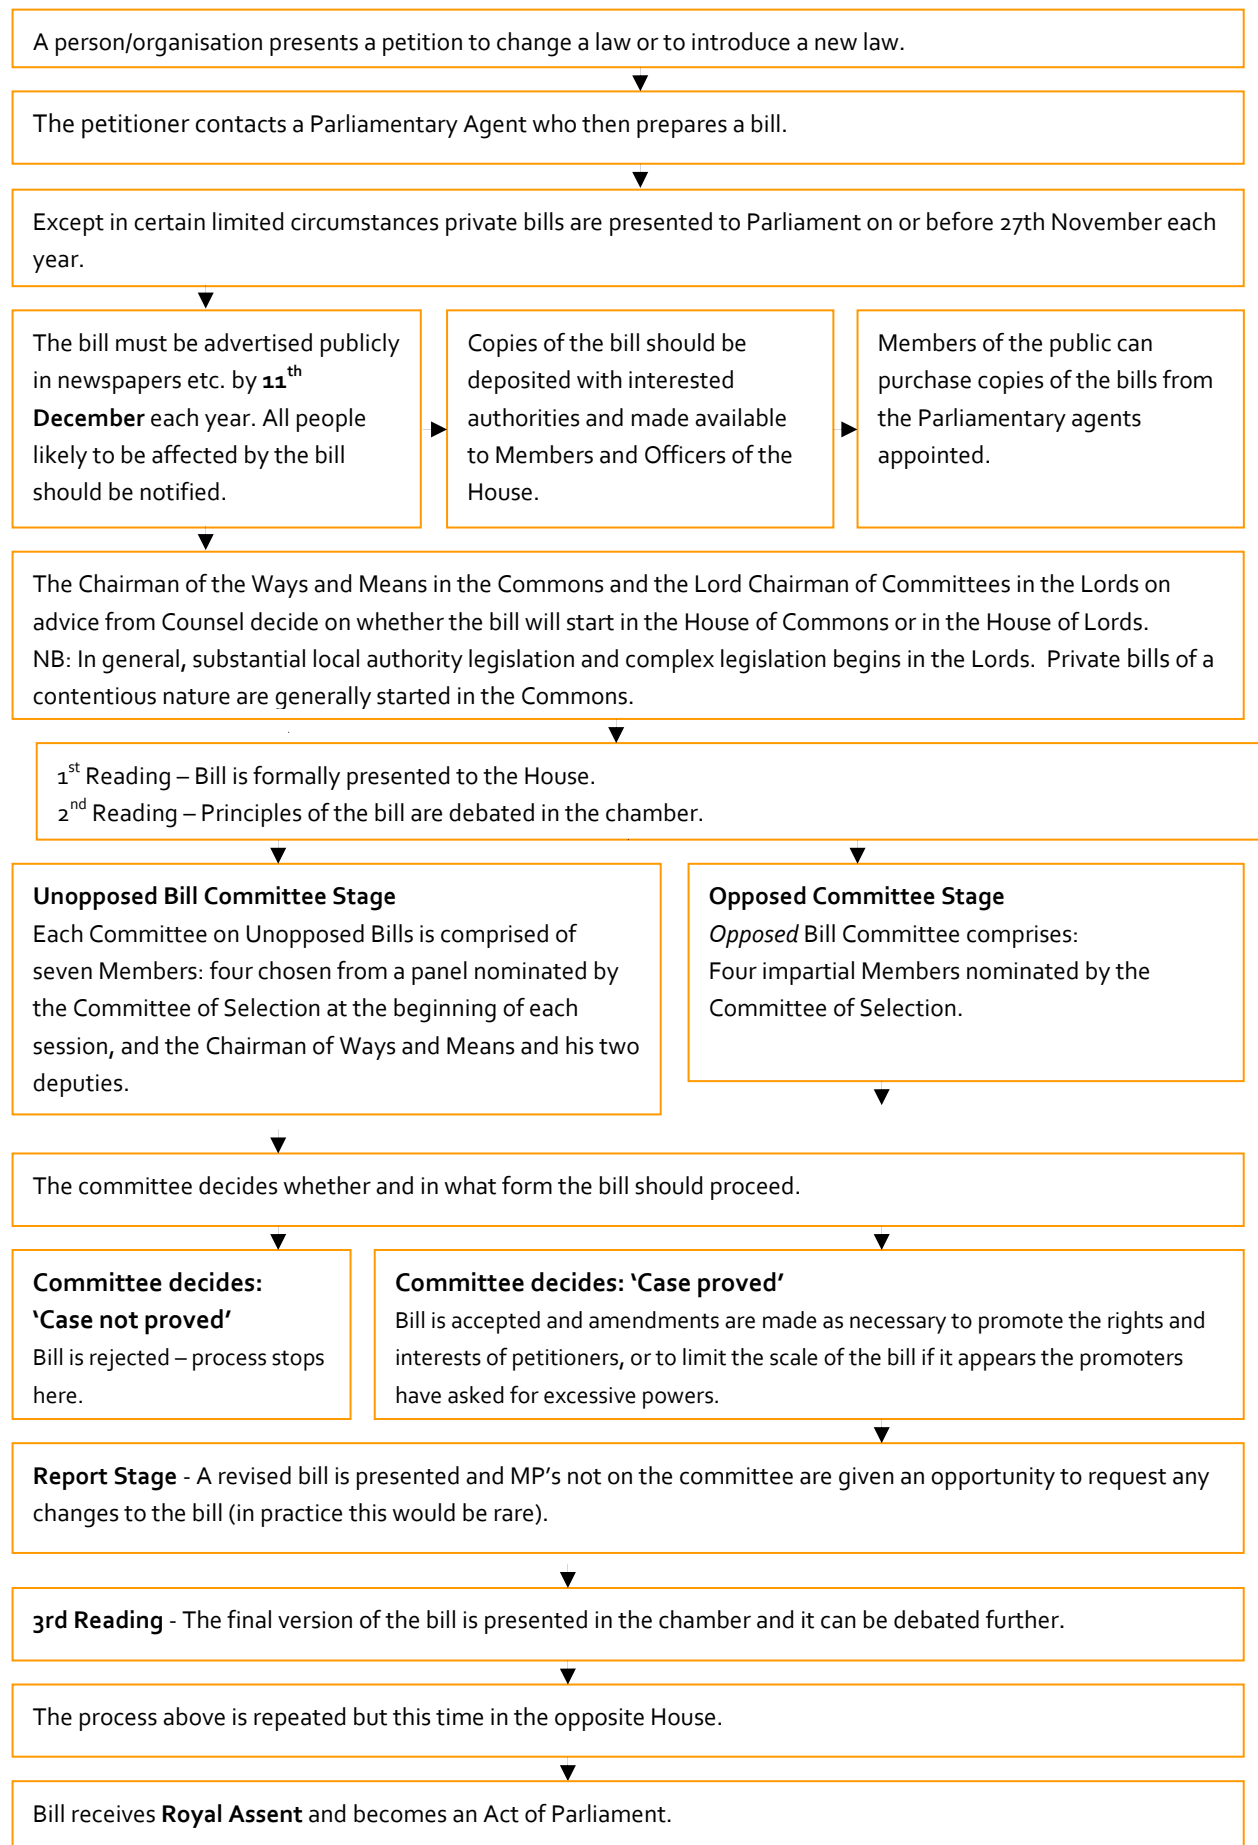 A person/organisation presents a petition to change a law or to introduce a new law.
The petitioner contacts a Parliamentary Agent who then prepares a bill.
Except in certain limited circumstances private bills are presented to Parliament on or before 27th November each
year.
The bill must be advertised publicly
in newspapers etc. by 11th
December each year. All people
likely to be affected by the bill
should be notified.
Copies of the bill should be
deposited with interested
authorities and made available
to Members and Officers of the
House.
Members of the public can
purchase copies of the bills from
the Parliamentary agents
appointed.
The Chairman of the Ways and Means in the Commons and the Lord Chairman of Committees in the Lords on
advice from Counsel decide on whether the bill will start in the House of Commons or in the House of Lords.
NB: In general, substantial local authority legislation and complex legislation begins in the Lords.  Private bills of a
contentious nature are generally started in the Commons.
1st Reading – Bill is formally presented to the House.
2nd Reading – Principles of the bill are debated in the chamber.
Unopposed Bill Committee Stage
Each Committee on Unopposed Bills is comprised of
seven Members: four chosen from a panel nominated by
the Committee of Selection at the beginning of each
session, and the Chairman of Ways and Means and his two
deputies.
Opposed Committee Stage
Opposed Bill Committee comprises:
Four impartial Members nominated by the
Committee of Selection.
The committee decides whether and in what form the bill should proceed.
Committee decides:
‘Case not proved’
Bill is rejected – process stops
here.
Committee decides: ‘Case proved’
Bill is accepted and amendments are made as necessary to promote the rights and
interests of petitioners, or to limit the scale of the bill if it appears the promoters
have asked for excessive powers.
Report Stage - A revised bill is presented and MP’s not on the committee are given an opportunity to request any
changes to the bill (in practice this would be rare).
3rd Reading - The final version of the bill is presented in the chamber and it can be debated further.
The process above is repeated but this time in the opposite House.
Bill receives Royal Assent and becomes an Act of Parliament.